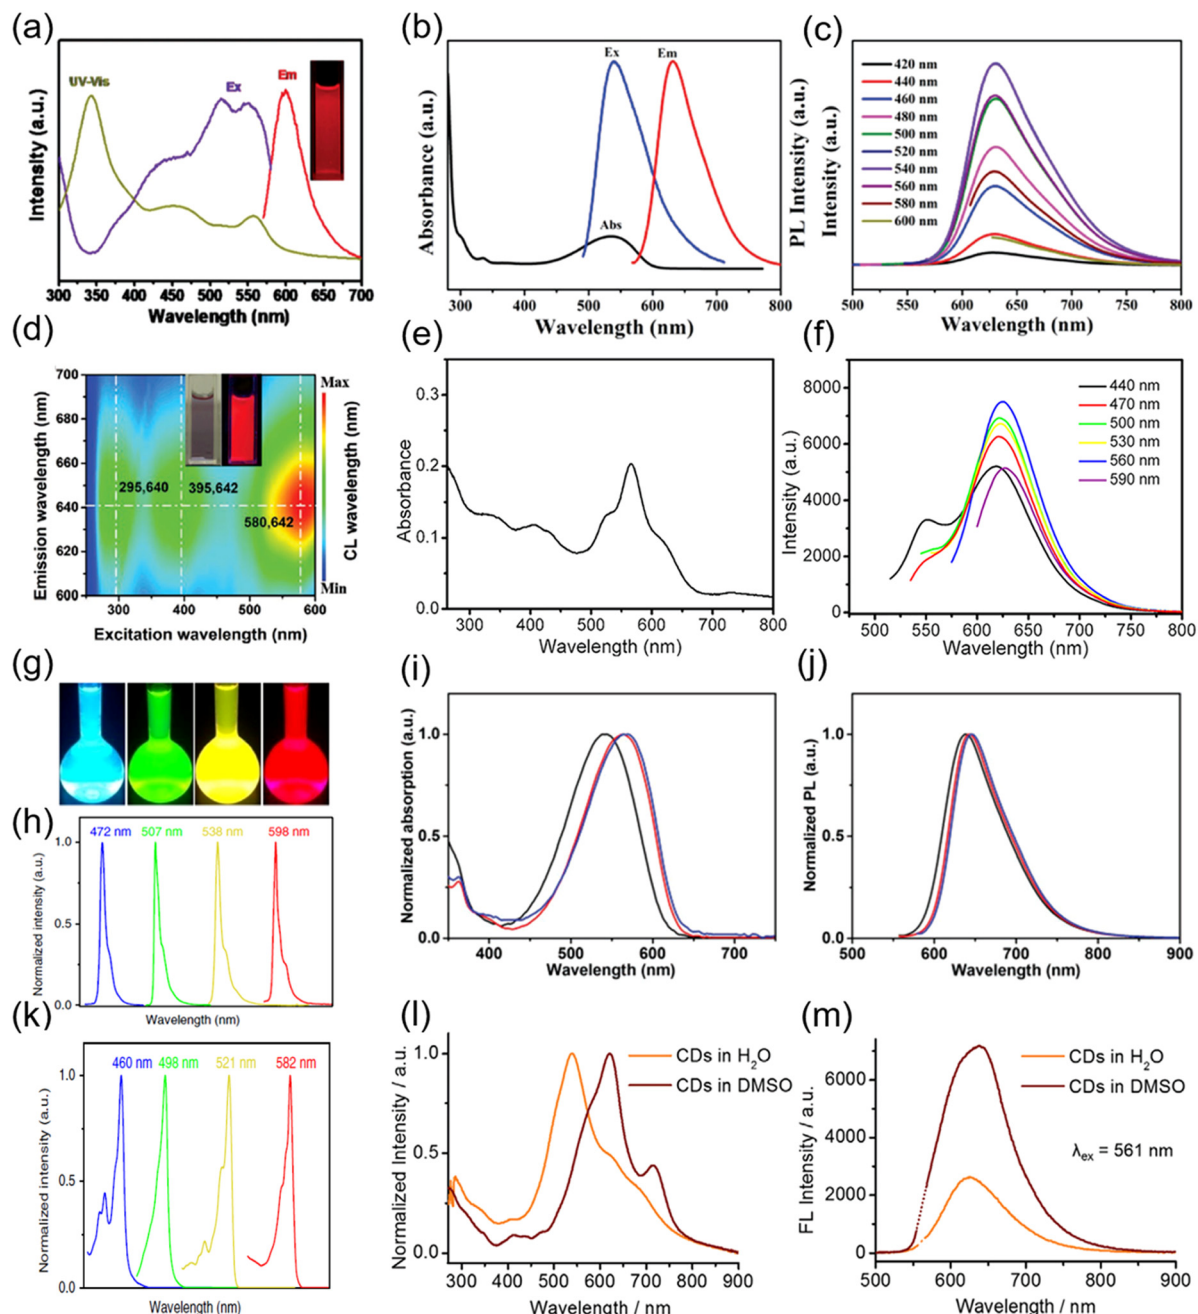 (a)
UV-Vis
Ex
Em
Intensity (a.u.)
300 350 400 450 500 550 600 650 700
Wavelength (nm)
(b)
Ex
Em
Abs
Absorbance (a.u.)
PL Intensity (a.u.)
300 400 500 600 700 800
Wavelength (nm)
(c)
420 nm
440 nm
460 nm
480 nm
500 nm
520 nm
540 nm
560 nm
580 nm
600 nm
Intensity (a.u.)
500 550 600 650 700 750 800
Wavelength (nm)
(d)
700
680
660
640
620
600
Emission wavelength (nm)
295,640
395,642
580,642
Max
Min
CL wavelength (nm)
300 400 500 600
Excitation wavelength (nm)
(e)
0.3
0.2
0.1
0.0
Absorbance
300 400 500 600 700 800
Wavelength (nm)
(f)
8000
6000
4000
2000
0
Intensity (a.u.)
440 nm
470 nm
500 nm
530 nm
560 nm
590 nm
500 550 600 650 700 750 800
Wavelength (nm)
(g)
(h)
472 nm 507 nm 538 nm 598 nm
1.0
0.5
0.0
Normalized intensity (a.u.)
Wavelength (nm)
(i)
1.0
0.5
0.0
Normalized absorption (a.u.)
400 500 600 700
Wavelength (nm)
(j)
1.0
0.5
0.0
Normalized PL (a.u.)
500 600 700 800 900
Wavelength (nm)
(k)
460 nm 498 nm 521 nm 582 nm
1.0
0.5
0.0
Normalized intensity (a.u.)
Wavelength (nm)
(l)
CDs in H₂O
CDs in DMSO
1.0
0.5
0.0
Normalized Intensity / a.u.
300 400 500 600 700 800 900
Wavelength / nm
(m)
CDs in H₂O
CDs in DMSO
λex = 561 nm
6000
4000
2000
0
FL Intensity / a.u.
500 600 700 800 900
Wavelength / nm